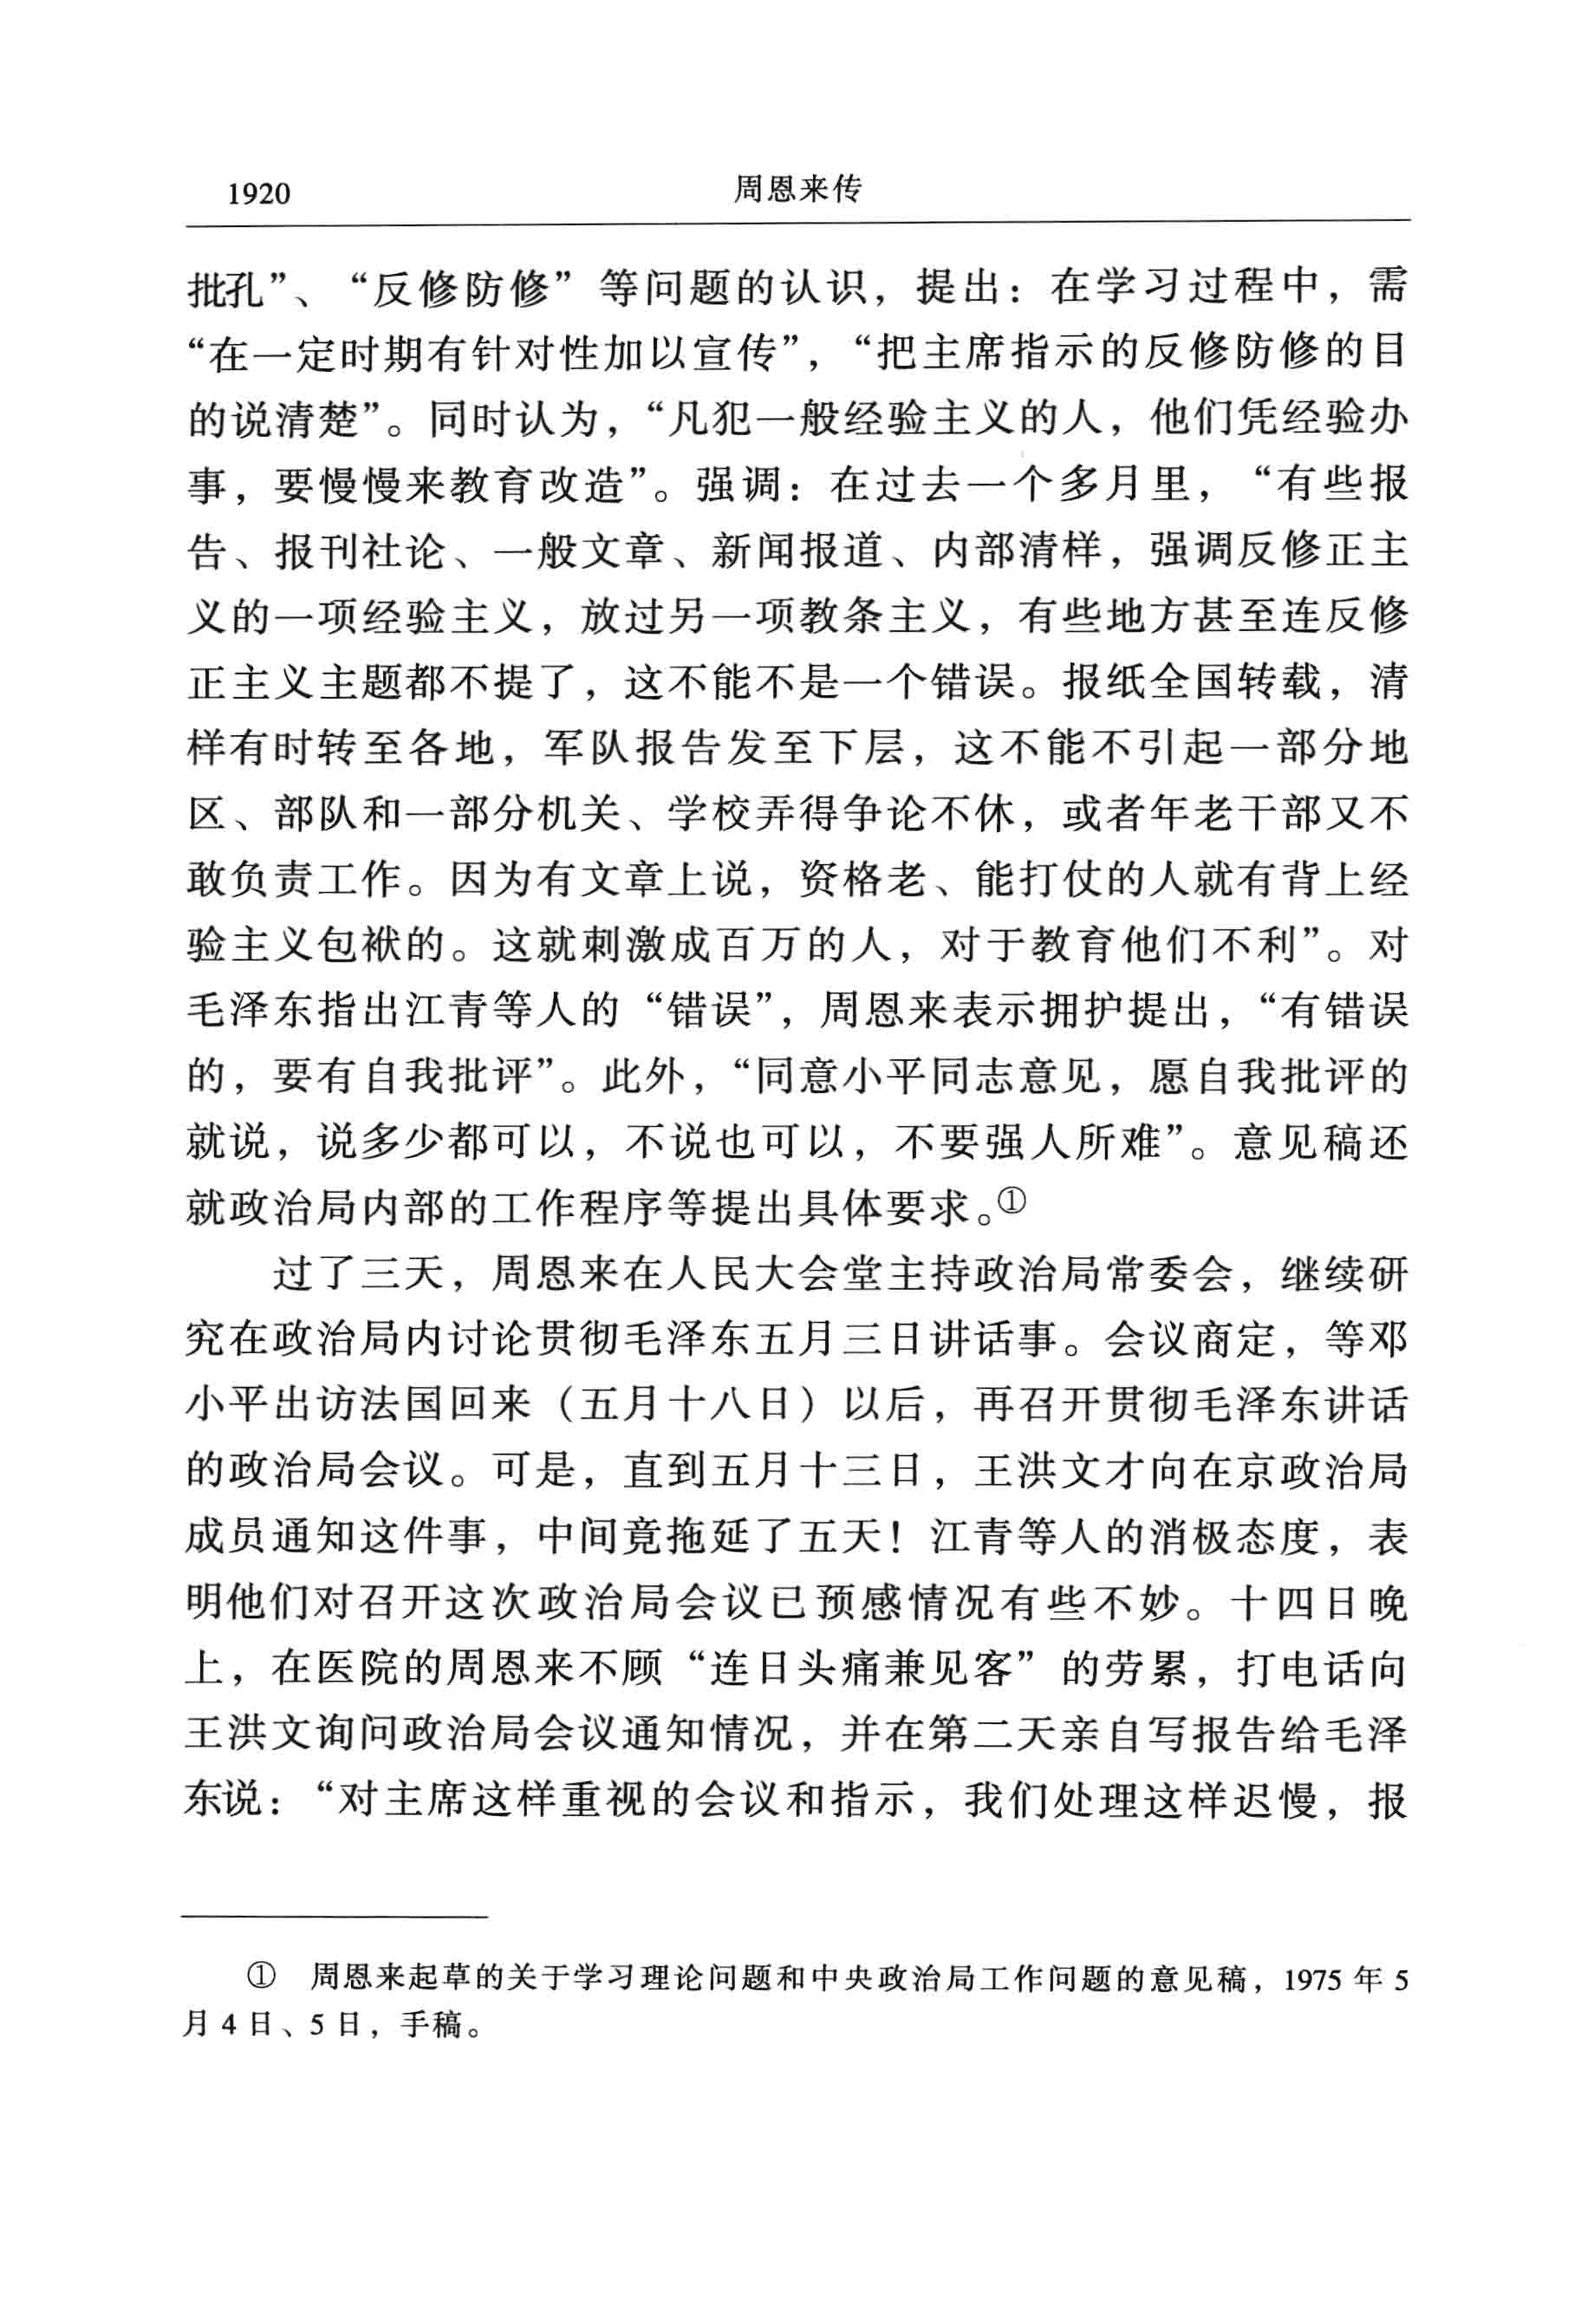 1920
周恩来传
批孔”、“反修防修”等问题的认识，提出：在学习过程中，需
“在一定时期有针对性加以宣传”，“把主席指示的反修防修的目
的说清楚”。同时认为，“凡犯一般经验主义的人，他们凭经验办
事，要慢慢来教育改造”。强调：在过去一个多月里，“有些报
告、报刊社论、一般文章、新闻报道、内部清样，强调反修正主
义的一项经验主义，放过另一项教条主义，有些地方甚至连反修
正主义主题都不提了，这不能不是一个错误。报纸全国转载，清
样有时转至各地，军队报告发至下层，这不能不引起一部分地
区、部队和一部分机关、学校弄得争论不休，或者年老干部又不
敢负责工作。因为有文章上说，资格老、能打仗的人就有背上经
验主义包袱的。这就刺激成百万的人，对于教育他们不利”。对
毛泽东指出江青等人的“错误”，周恩来表示拥护提出，“有错误
的，要有自我批评”。此外，“同意小平同志意见，愿自我批评的
就说，说多少都可以，不说也可以，不要强人所难”。意见稿还
就政治局内部的工作程序等提出具体要求。①
过了三天，周恩来在人民大会堂主持政治局常委会，继续研
究在政治局内讨论贯彻毛泽东五月三日讲话事。会议商定，等邓
小平出访法国回来（五月十八日）以后，再召开贯彻毛泽东讲话
的政治局会议。可是，直到五月十三日，王洪文才向在京政治局
成员通知这件事，中间竟拖延了五天！江青等人的消极态度，表
明他们对召开这次政治局会议已预感情况有些不妙。十四日晚
上，在医院的周恩来不顾“连日头痛兼见客”的劳累，打电话向
王洪文询问政治局会议通知情况，并在第二天亲自写报告给毛泽
东说：“对主席这样重视的会议和指示，我们处理这样迟慢，报
① 周恩来起草的关于学习理论问题和中央政治局工作问题的意见稿，1975 年 5
月 4 日、5 日，手稿。